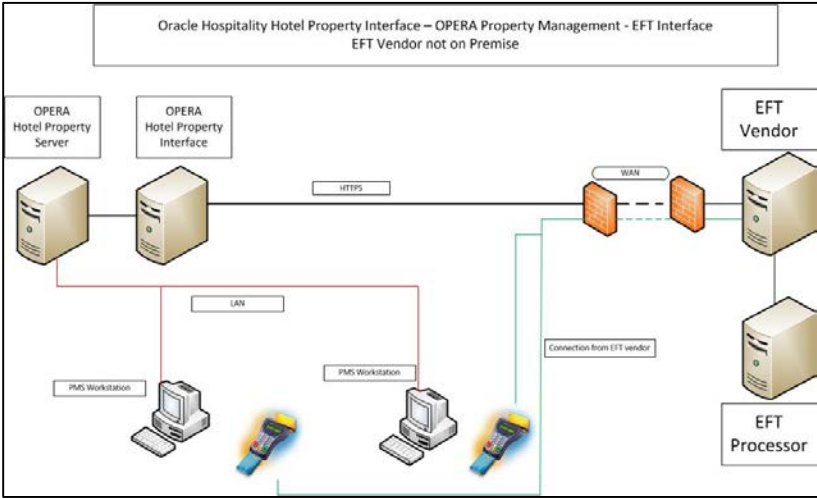 Oracle Hospitality Hotel Property Interface – OPERA Property Management - EFT Interface
EFT Vendor not on Premise
OPERA
Hotel Property
Server
OPERA
Hotel Property
Interface
EFT
Vendor
WAN
HTTPS
LAN
Connection from EFT vendor
PMS Workstation
PMS Workstation
EFT
Processor